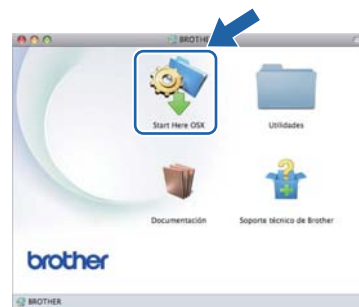 BROTHER
Start Here OSX
Utilidades
Documentación
Soporte técnico de Brother
brother
BROTHER